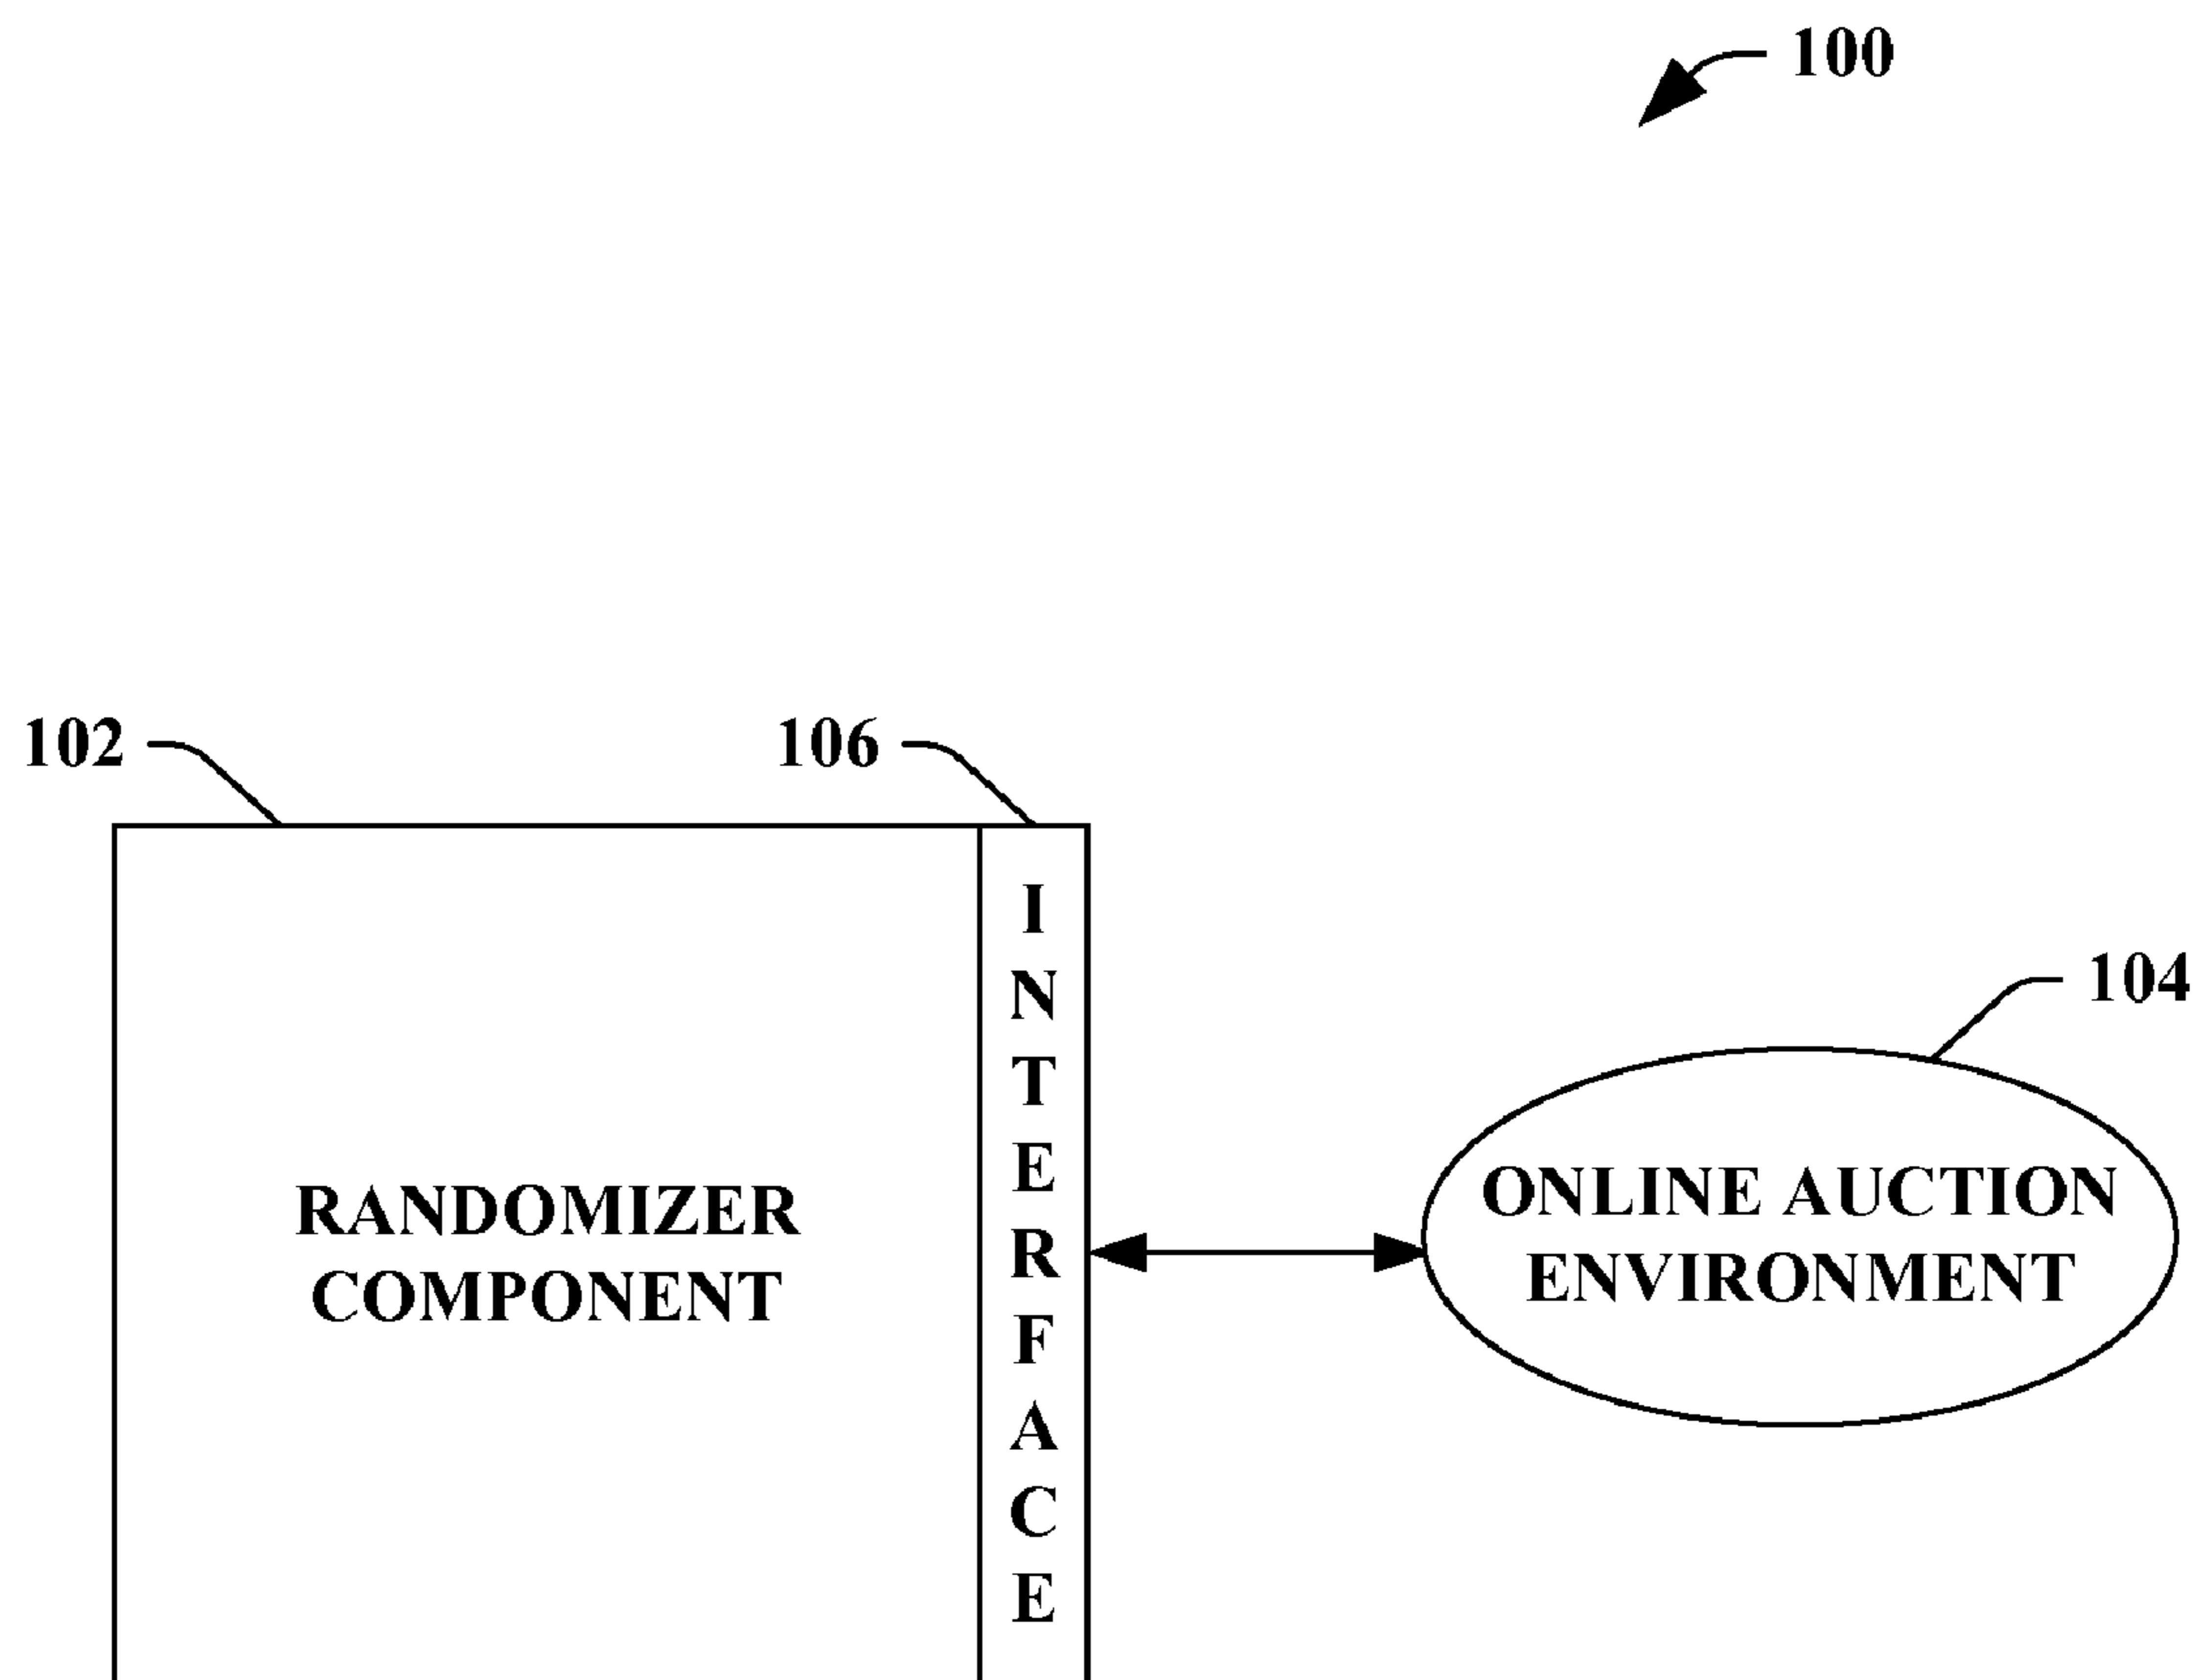 100
102
106
I
N
T
E
R
F
A
C
E
RANDOMIZER
COMPONENT
104
ONLINE AUCTION
ENVIRONMENT